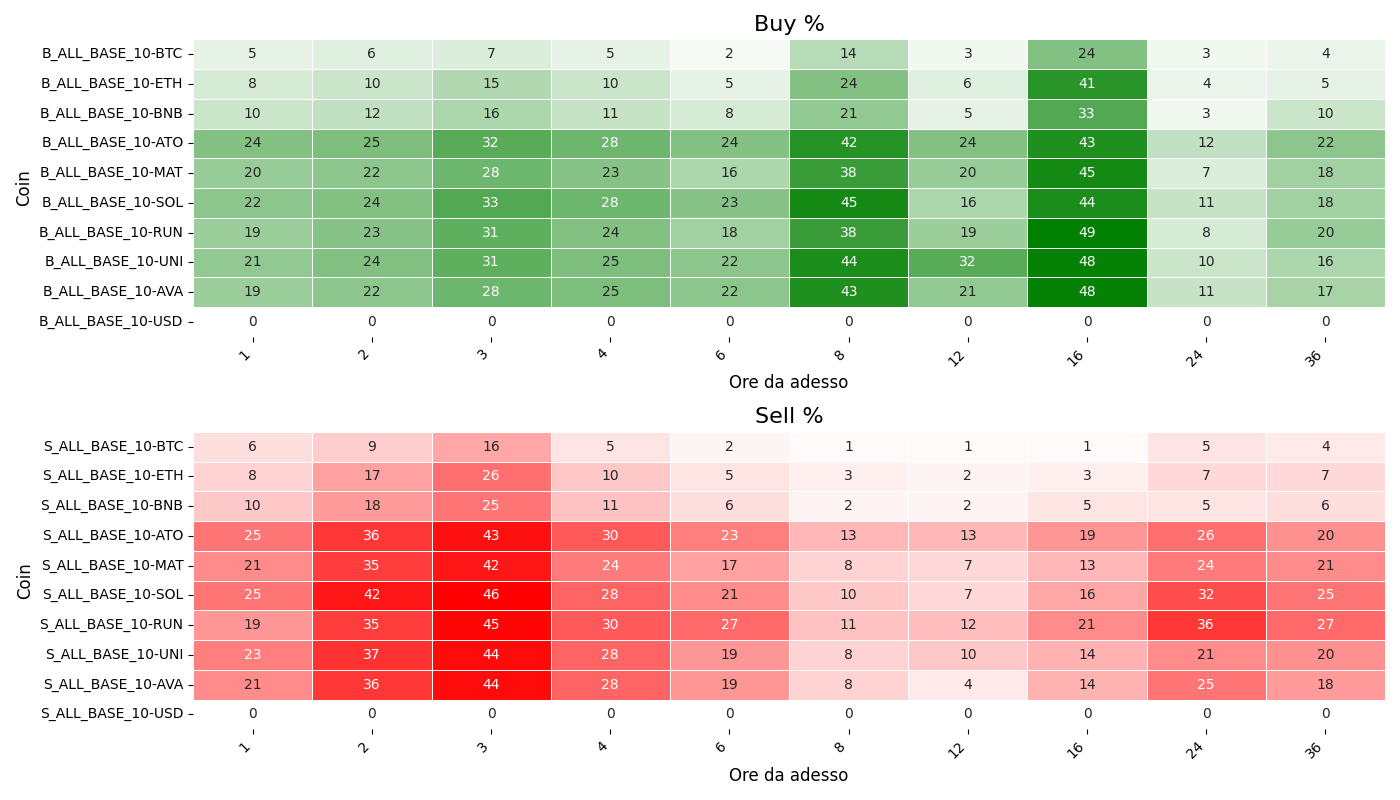 Buy %
Coin
B_ALL_BASE_10-BTC 5 6 7 5 2 14 3 24 3 4
B_ALL_BASE_10-ETH 8 10 15 10 5 24 6 41 4 5
B_ALL_BASE_10-BNB 10 12 16 11 8 21 5 33 3 10
B_ALL_BASE_10-ATO 24 25 32 28 24 42 24 43 12 22
B_ALL_BASE_10-MAT 20 22 28 23 16 38 20 45 7 18
B_ALL_BASE_10-SOL 22 24 33 28 23 45 16 44 11 18
B_ALL_BASE_10-RUN 19 23 31 24 18 38 19 49 8 20
B_ALL_BASE_10-UNI 21 24 31 25 22 44 32 48 10 16
B_ALL_BASE_10-AVA 19 22 28 25 22 43 21 48 11 17
B_ALL_BASE_10-USD 0 0 0 0 0 0 0 0 0 0
1 2 3 4 6 8 12 16 24 36
Ore da adesso
Sell %
Coin
S_ALL_BASE_10-BTC 6 9 16 5 2 1 1 1 5 4
S_ALL_BASE_10-ETH 8 17 26 10 5 3 2 3 7 7
S_ALL_BASE_10-BNB 10 18 25 11 6 2 2 5 5 6
S_ALL_BASE_10-ATO 25 36 43 30 23 13 13 19 26 20
S_ALL_BASE_10-MAT 21 35 42 24 17 8 7 13 24 21
S_ALL_BASE_10-SOL 25 42 46 28 21 10 7 16 32 25
S_ALL_BASE_10-RUN 19 35 45 30 27 11 12 21 36 27
S_ALL_BASE_10-UNI 23 37 44 28 19 8 10 14 21 20
S_ALL_BASE_10-AVA 21 36 44 28 19 8 4 14 25 18
S_ALL_BASE_10-USD 0 0 0 0 0 0 0 0 0 0
1 2 3 4 6 8 12 16 24 36
Ore da adesso